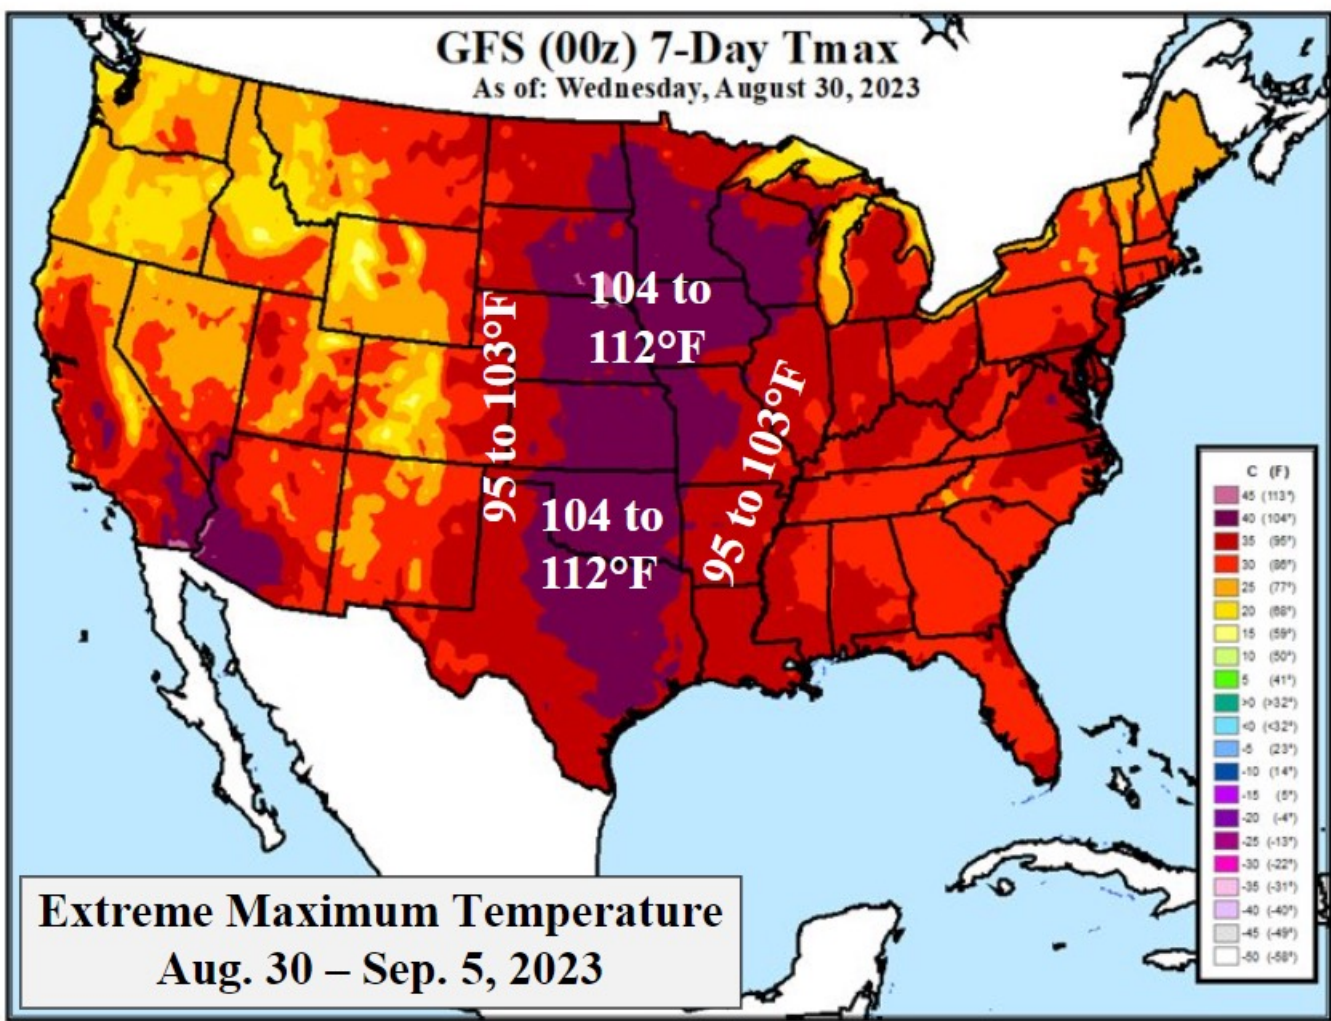 GFS (00z) 7-Day Tmax
As of: Wednesday, August 30, 2023
104 to
112°F
95 to 103°F
95 to 103°F
104 to
112°F
C (F)
45 (113°)
40 (104°)
35 (95°)
30 (86°)
25 (77°)
20 (68°)
15 (59°)
10 (50°)
5 (41°)
>0 (>32°)
<0 (<32°)
-5 (23°)
-10 (14°)
-15 (5°)
-20 (-4°)
-25 (-13°)
-30 (-22°)
-35 (-31°)
-40 (-40°)
-45 (-49°)
-50 (-58°)
Extreme Maximum Temperature
Aug. 30 – Sep. 5, 2023